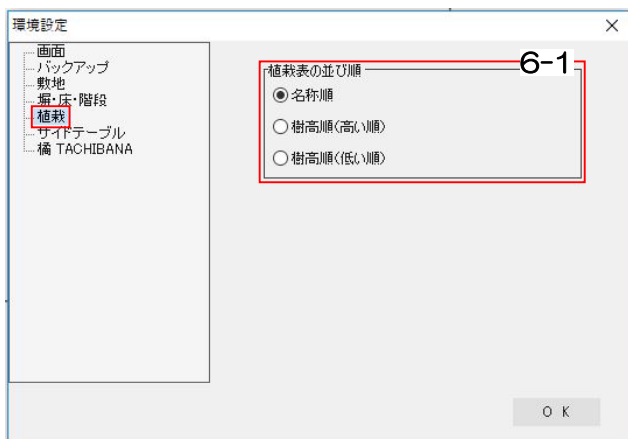 環境設定
画面
バックアップ
敷地
塀・床・階段
植栽
サイドテーブル
橘 TACHIBANA
6-1
植栽表の並び順
名称順
樹高順(高い順)
樹高順(低い順)
O K